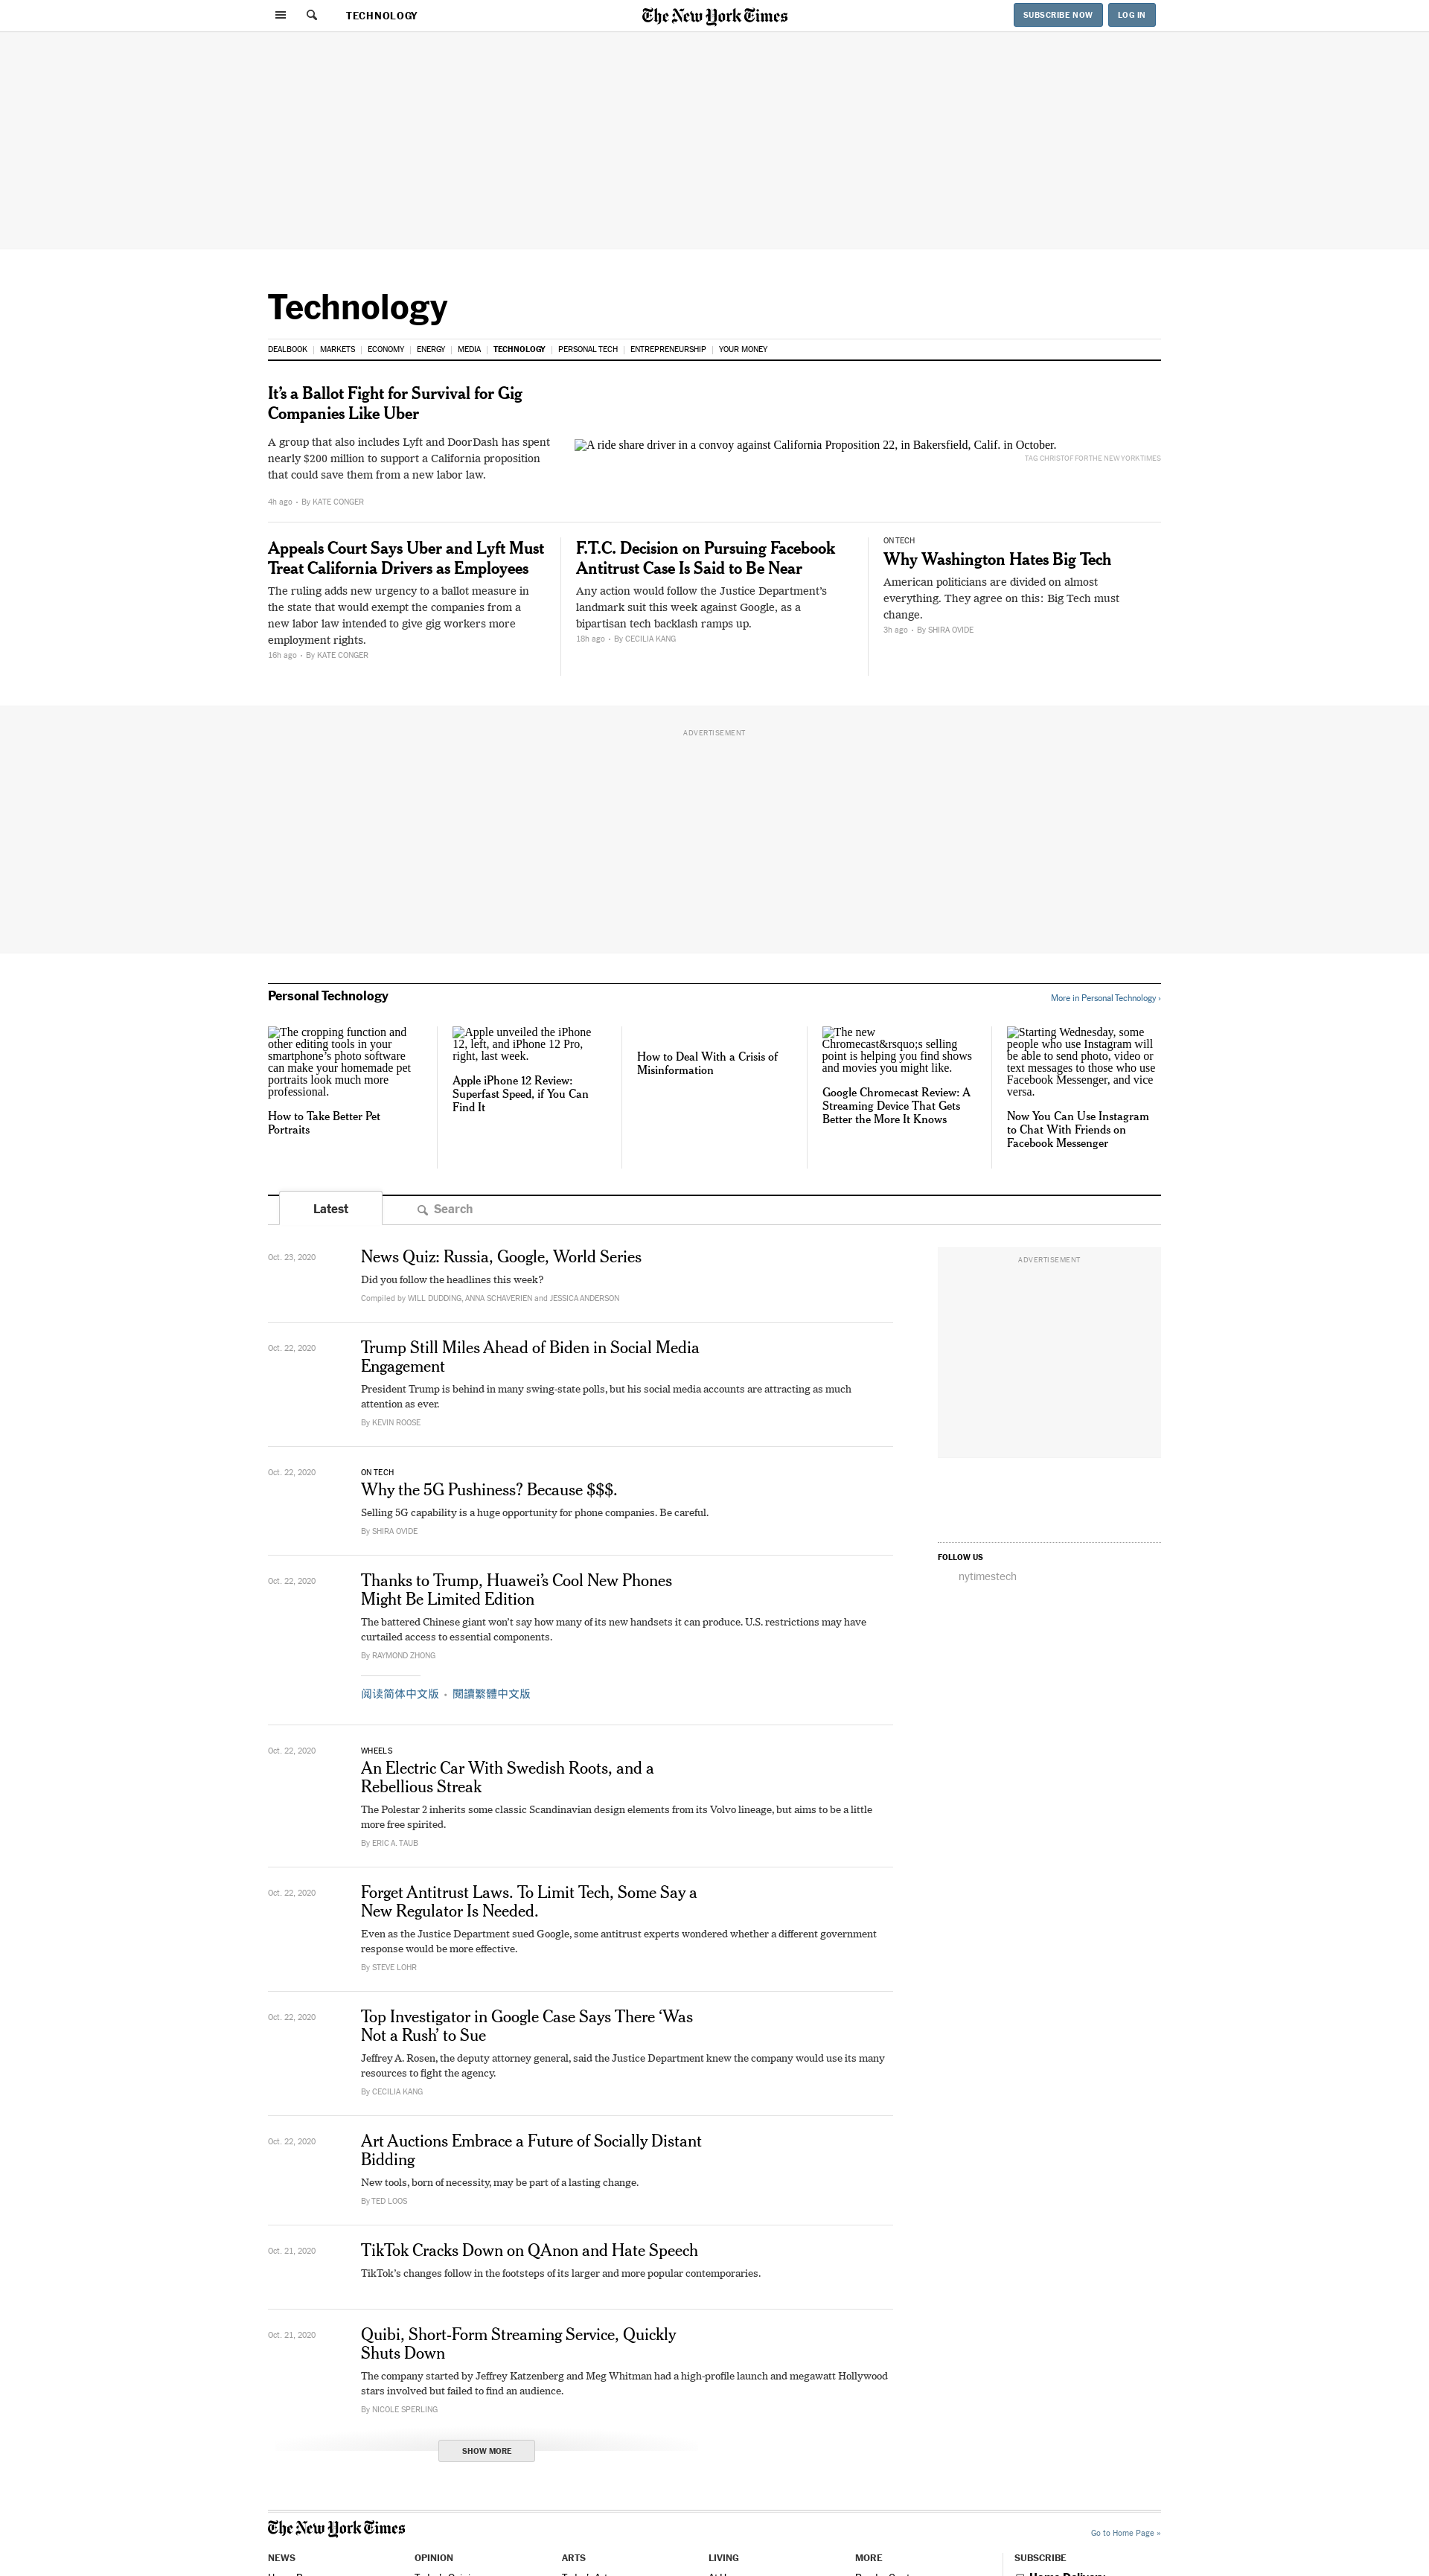 TECHNOLOGY
The New York Times
SUBSCRIBE NOW
LOG IN
Technology
DEALBOOK
MARKETS
ECONOMY
ENERGY
MEDIA
TECHNOLOGY
PERSONAL TECH
ENTREPRENEURSHIP
YOUR MONEY
It’s a Ballot Fight for Survival for Gig
Companies Like Uber
A group that also includes Lyft and DoorDash has spent
nearly $200 million to support a California proposition
that could save them from a new labor law.
4h ago • By KATE CONGER
A ride share driver in a convoy against California Proposition 22, in Bakersfield, Calif. in October.
TAG CHRISTOF FOR THE NEW YORK TIMES
Appeals Court Says Uber and Lyft Must
Treat California Drivers as Employees
The ruling adds new urgency to a ballot measure in
the state that would exempt the companies from a
new labor law intended to give gig workers more
employment rights.
16h ago • By KATE CONGER
F.T.C. Decision on Pursuing Facebook
Antitrust Case Is Said to Be Near
Any action would follow the Justice Department’s
landmark suit this week against Google, as a
bipartisan tech backlash ramps up.
18h ago • By CECILIA KANG
ON TECH
Why Washington Hates Big Tech
American politicians are divided on almost
everything. They agree on this: Big Tech must
change.
3h ago • By SHIRA OVIDE
ADVERTISEMENT
Personal Technology
More in Personal Technology ›
The cropping function and
other editing tools in your
smartphone’s photo software
can make your homemade pet
portraits look much more
professional.
How to Take Better Pet
Portraits
Apple unveiled the iPhone
12, left, and iPhone 12 Pro,
right, last week.
Apple iPhone 12 Review:
Superfast Speed, if You Can
Find It
How to Deal With a Crisis of
Misinformation
The new
Chromecast&rsquo;s selling
point is helping you find shows
and movies you might like.
Google Chromecast Review: A
Streaming Device That Gets
Better the More It Knows
Starting Wednesday, some
people who use Instagram will
be able to send photo, video or
text messages to those who use
Facebook Messenger, and vice
versa.
Now You Can Use Instagram
to Chat With Friends on
Facebook Messenger
Latest
Search
Oct. 23, 2020
News Quiz: Russia, Google, World Series
Did you follow the headlines this week?
Compiled by WILL DUDDING, ANNA SCHAVERIEN and JESSICA ANDERSON
ADVERTISEMENT
Oct. 22, 2020
Trump Still Miles Ahead of Biden in Social Media
Engagement
President Trump is behind in many swing-state polls, but his social media accounts are attracting as much
attention as ever.
By KEVIN ROOSE
Oct. 22, 2020
ON TECH
Why the 5G Pushiness? Because $$$.
Selling 5G capability is a huge opportunity for phone companies. Be careful.
By SHIRA OVIDE
FOLLOW US
nytimestech
Oct. 22, 2020
Thanks to Trump, Huawei’s Cool New Phones
Might Be Limited Edition
The battered Chinese giant won’t say how many of its new handsets it can produce. U.S. restrictions may have
curtailed access to essential components.
By RAYMOND ZHONG
阅读简体中文版 • 閱讀繁體中文版
Oct. 22, 2020
WHEELS
An Electric Car With Swedish Roots, and a
Rebellious Streak
The Polestar 2 inherits some classic Scandinavian design elements from its Volvo lineage, but aims to be a little
more free spirited.
By ERIC A. TAUB
Oct. 22, 2020
Forget Antitrust Laws. To Limit Tech, Some Say a
New Regulator Is Needed.
Even as the Justice Department sued Google, some antitrust experts wondered whether a different government
response would be more effective.
By STEVE LOHR
Oct. 22, 2020
Top Investigator in Google Case Says There ‘Was
Not a Rush’ to Sue
Jeffrey A. Rosen, the deputy attorney general, said the Justice Department knew the company would use its many
resources to fight the agency.
By CECILIA KANG
Oct. 22, 2020
Art Auctions Embrace a Future of Socially Distant
Bidding
New tools, born of necessity, may be part of a lasting change.
By TED LOOS
Oct. 21, 2020
TikTok Cracks Down on QAnon and Hate Speech
TikTok’s changes follow in the footsteps of its larger and more popular contemporaries.
Oct. 21, 2020
Quibi, Short-Form Streaming Service, Quickly
Shuts Down
The company started by Jeffrey Katzenberg and Meg Whitman had a high-profile launch and megawatt Hollywood
stars involved but failed to find an audience.
By NICOLE SPERLING
SHOW MORE
The New York Times
Go to Home Page »
NEWS
OPINION
ARTS
LIVING
MORE
SUBSCRIBE